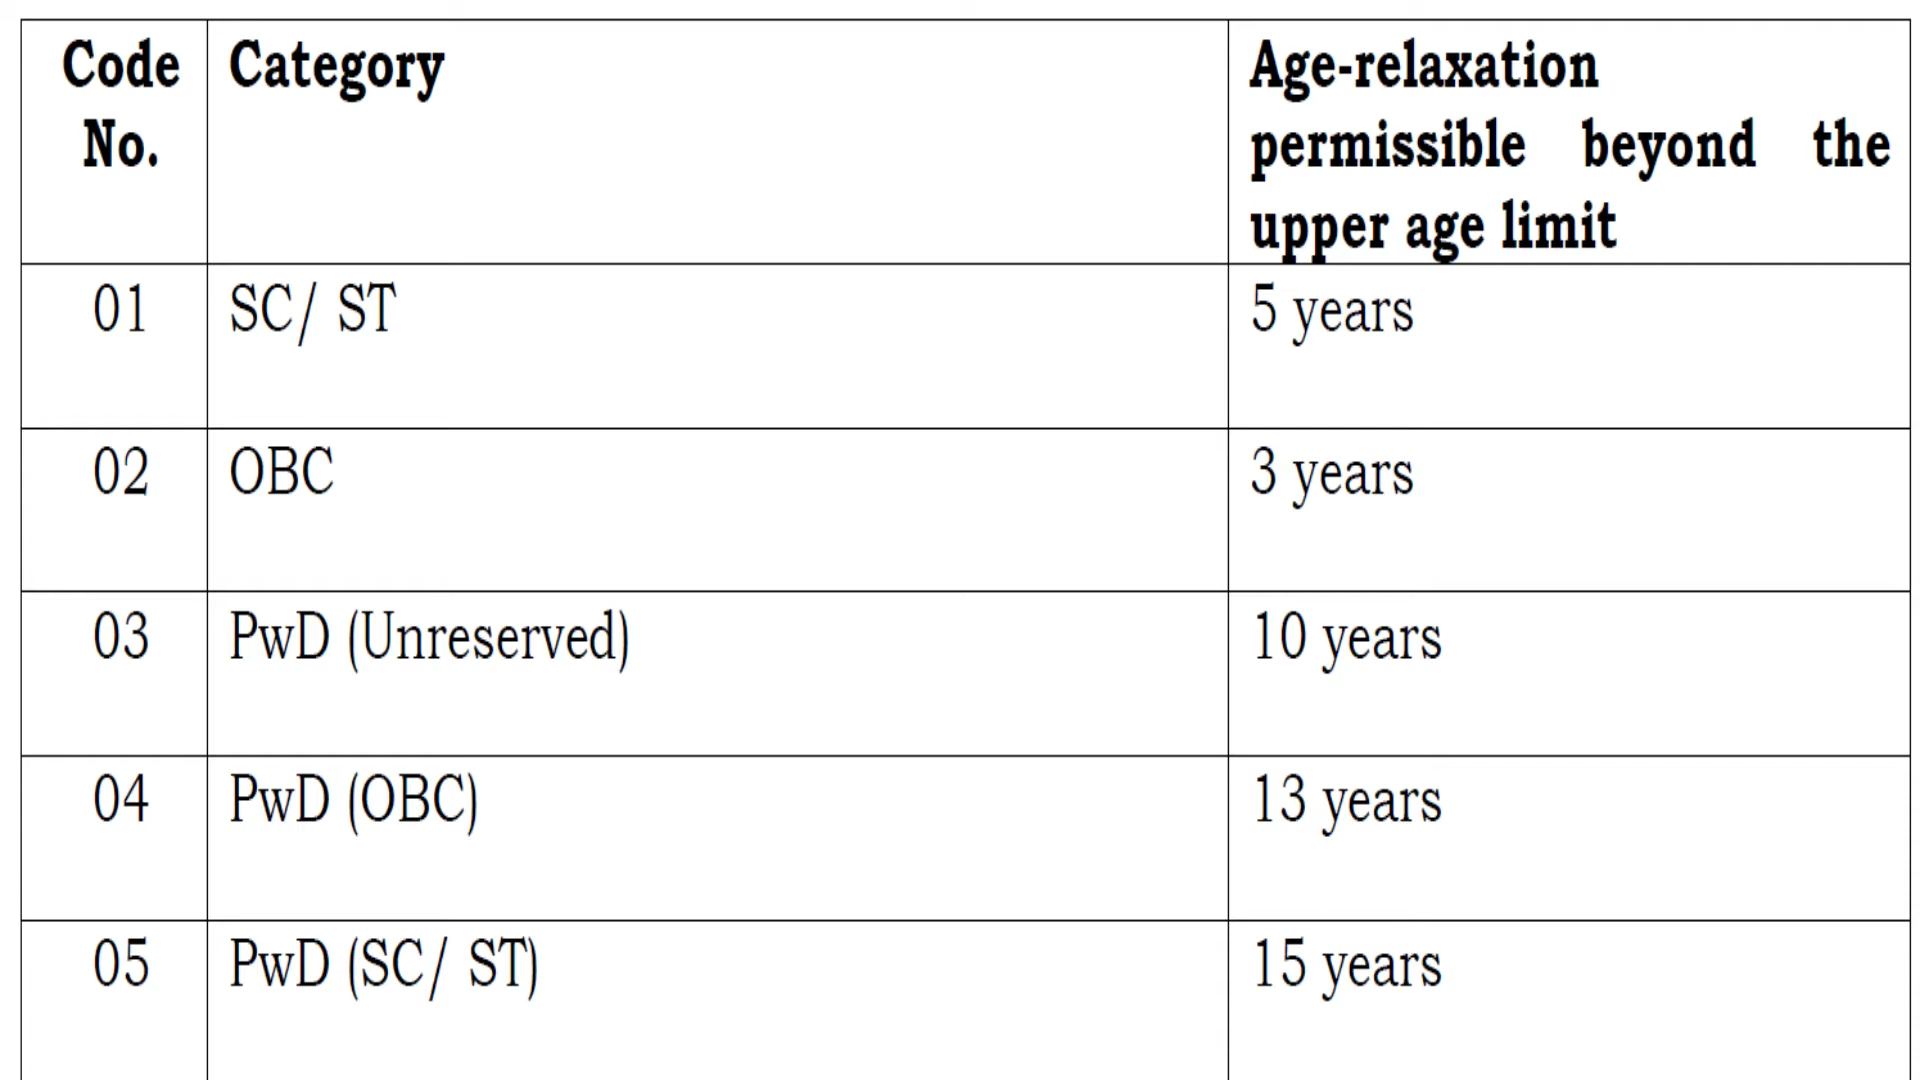 Code No. Category Age-relaxation permissible beyond the upper age limit
01 SC/ ST 5 years
02 OBC 3 years
03 PwD (Unreserved) 10 years
04 PwD (OBC) 13 years
05 PwD (SC/ ST) 15 years